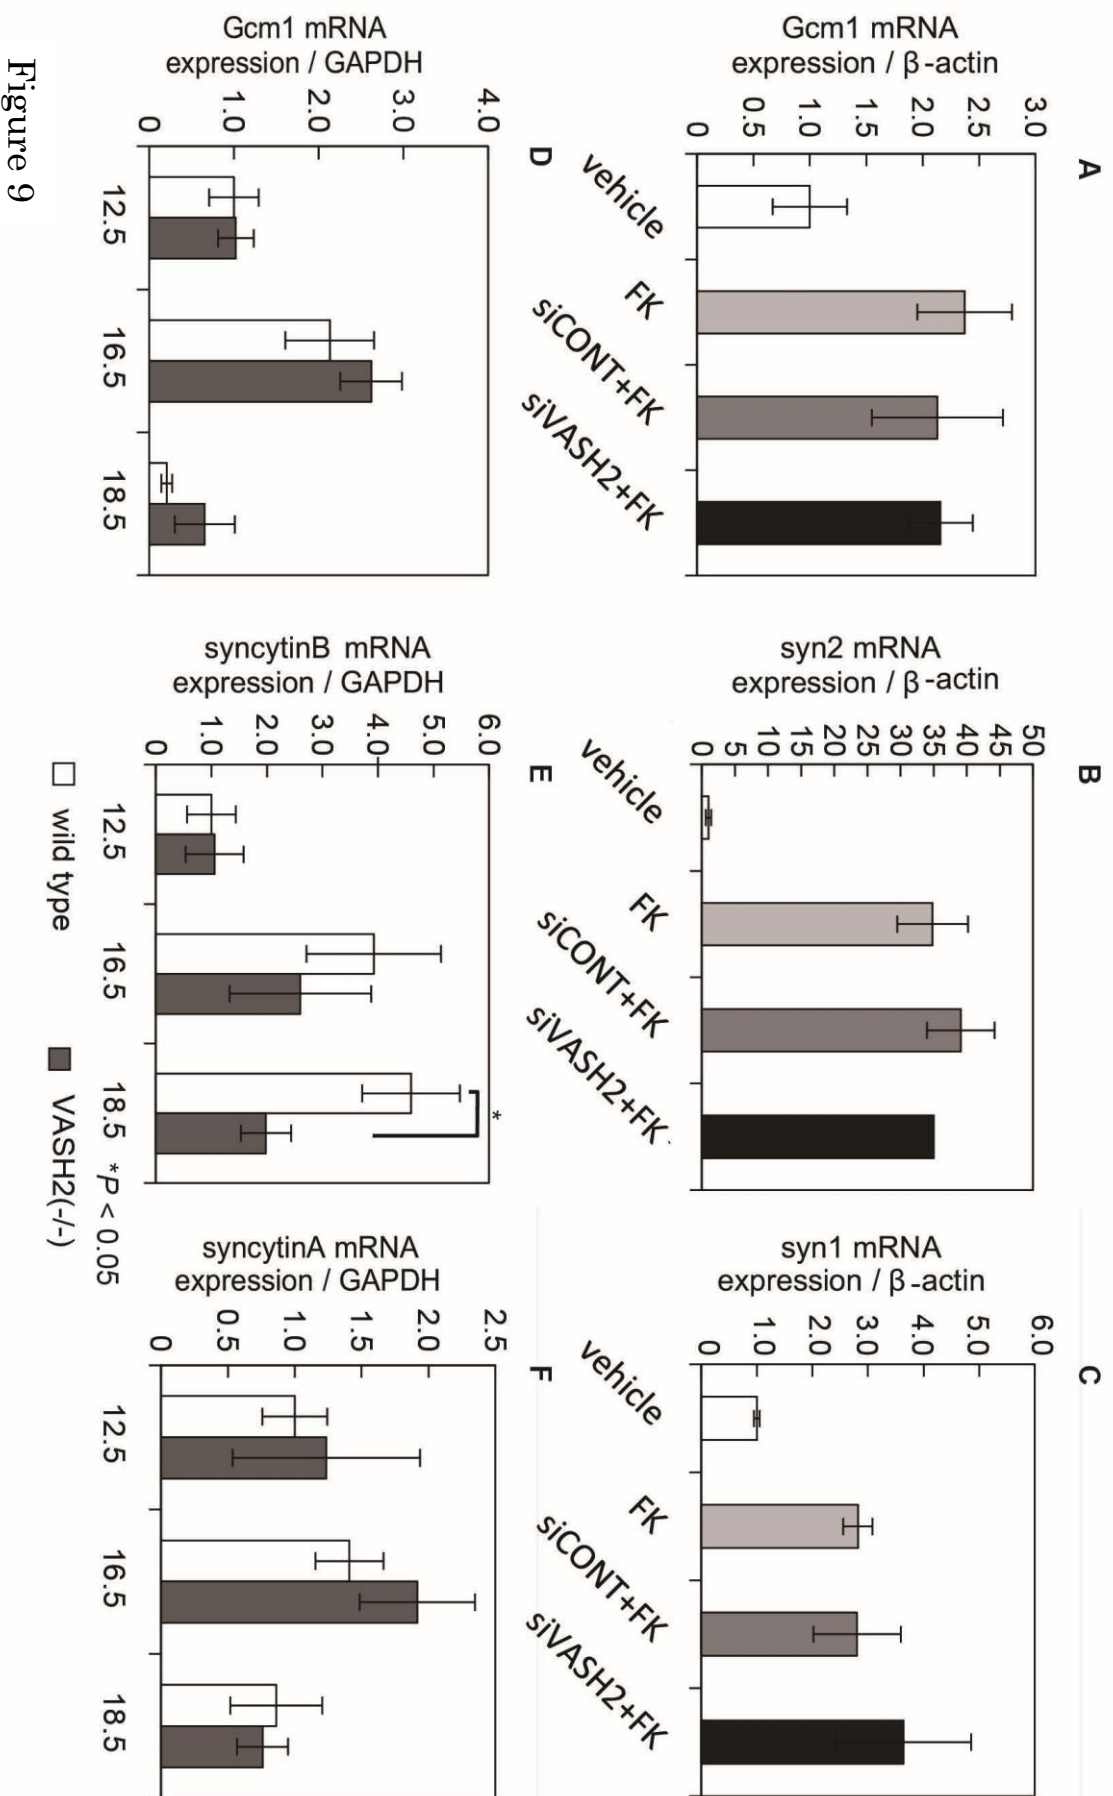 A
Gcm1 mRNA
expression / β-actin
3.0
2.5
2.0
1.5
1.0
0.5
0
vehicle
FK
siCONT+FK
siVASH2+FK
B
syn2 mRNA
expression / β-actin
50
45
40
35
30
25
20
15
10
5
0
vehicle
FK
siCONT+FK
siVASH2+FK
C
syn1 mRNA
expression / β-actin
6.0
5.0
4.0
3.0
2.0
1.0
0
vehicle
FK
siCONT+FK
siVASH2+FK
D
Gcm1 mRNA
expression / GAPDH
4.0
3.0
2.0
1.0
0
12.5
16.5
18.5
E
syncytinB mRNA
expression / GAPDH
6.0
5.0
4.0
3.0
2.0
1.0
0
*
12.5
16.5
18.5
*P < 0.05
F
syncytinA mRNA
expression / GAPDH
2.5
2.0
1.5
1.0
0.5
0
12.5
16.5
18.5
wild type
VASH2(-/-)
Figure 9